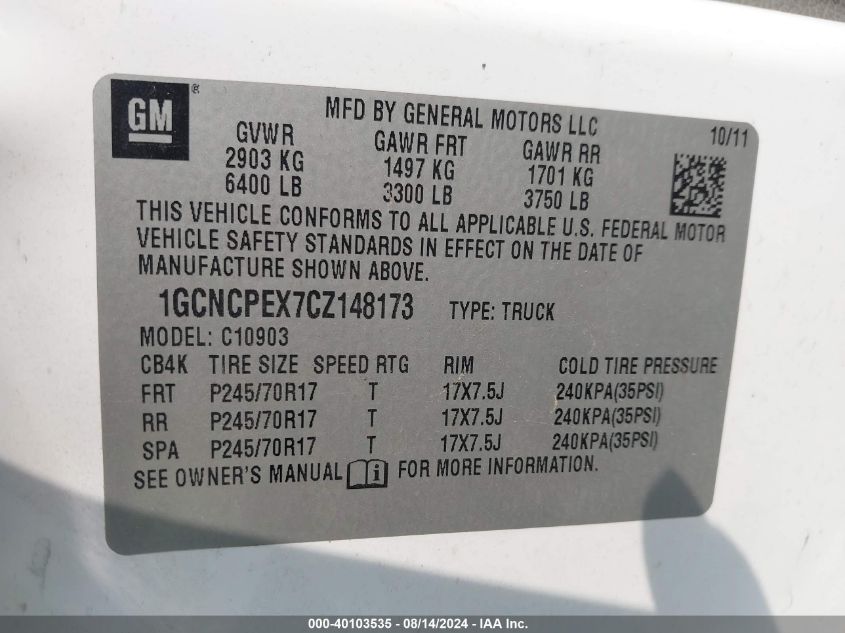 GM ®
MFD BY GENERAL MOTORS LLC
10/11
GVWR GAWR FRT GAWR RR
2903 KG 1497 KG 1701 KG
6400 LB 3300 LB 3750 LB
THIS VEHICLE CONFORMS TO ALL APPLICABLE U.S. FEDERAL MOTOR
VEHICLE SAFETY STANDARDS IN EFFECT ON THE DATE OF
MANUFACTURE SHOWN ABOVE.
1GCNCPEX7CZ148173 TYPE: TRUCK
MODEL: C10903
CB4K TIRE SIZE SPEED RTG RIM COLD TIRE PRESSURE
FRT P245/70R17 T 17X7.5J 240KPA(35PSI)
RR P245/70R17 T 17X7.5J 240KPA(35PSI)
SPA P245/70R17 T 17X7.5J 240KPA(35PSI)
SEE OWNER'S MANUAL i FOR MORE INFORMATION.
000-40103535 - 08/14/2024 - IAA Inc.